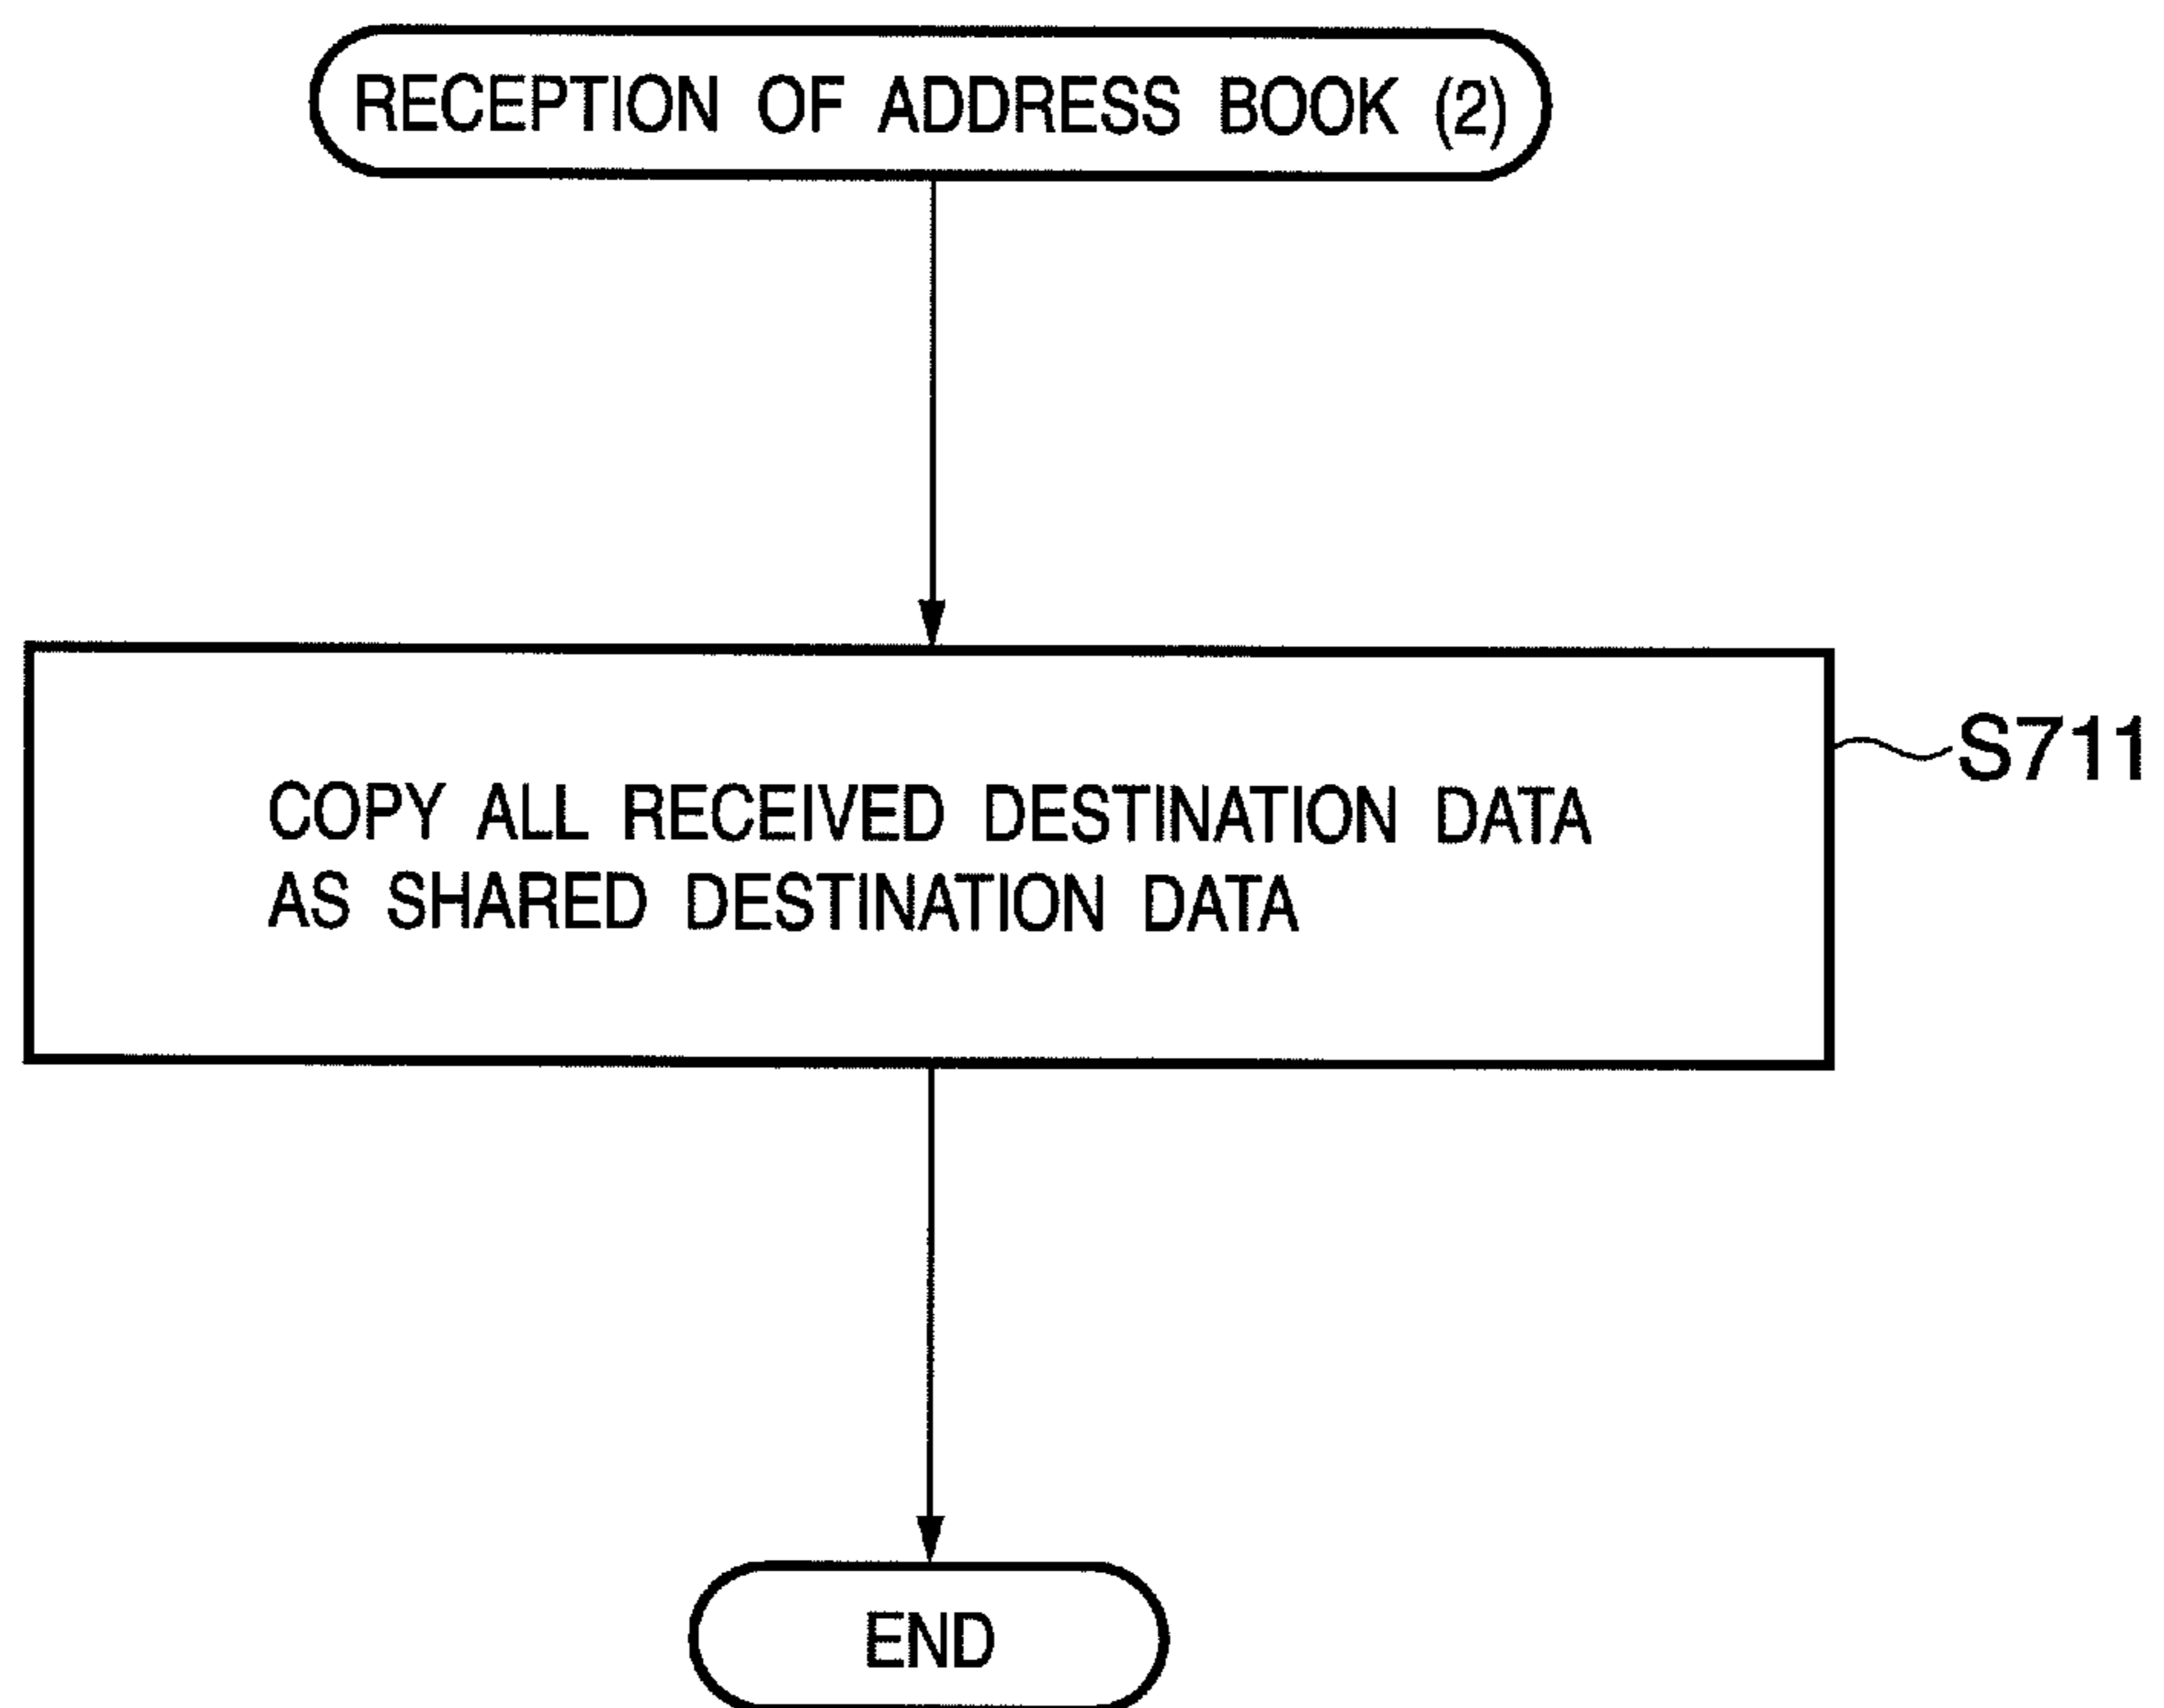 RECEPTION OF ADDRESS BOOK (2)
COPY ALL RECEIVED DESTINATION DATA
AS SHARED DESTINATION DATA
S711
END